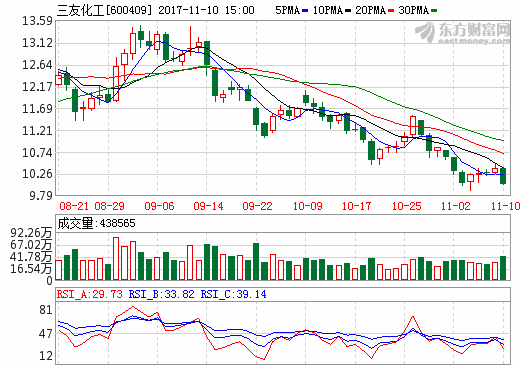 三友化工[600409] 2017-11-10 15:00 5PMA 10PMA 20PMA 30PMA
13.59
13.12
12.64
12.17
11.69
11.21
10.74
10.26
9.79
东方财富网
eastmoney.com
08-21 08-29 09-06 09-14 09-22 10-09 10-17 10-25 11-02 11-10
成交量:438565
92.26万
67.02万
41.78万
16.54万
0
RSI_A:29.73 RSI_B:33.82 RSI_C:39.14
81
47
12